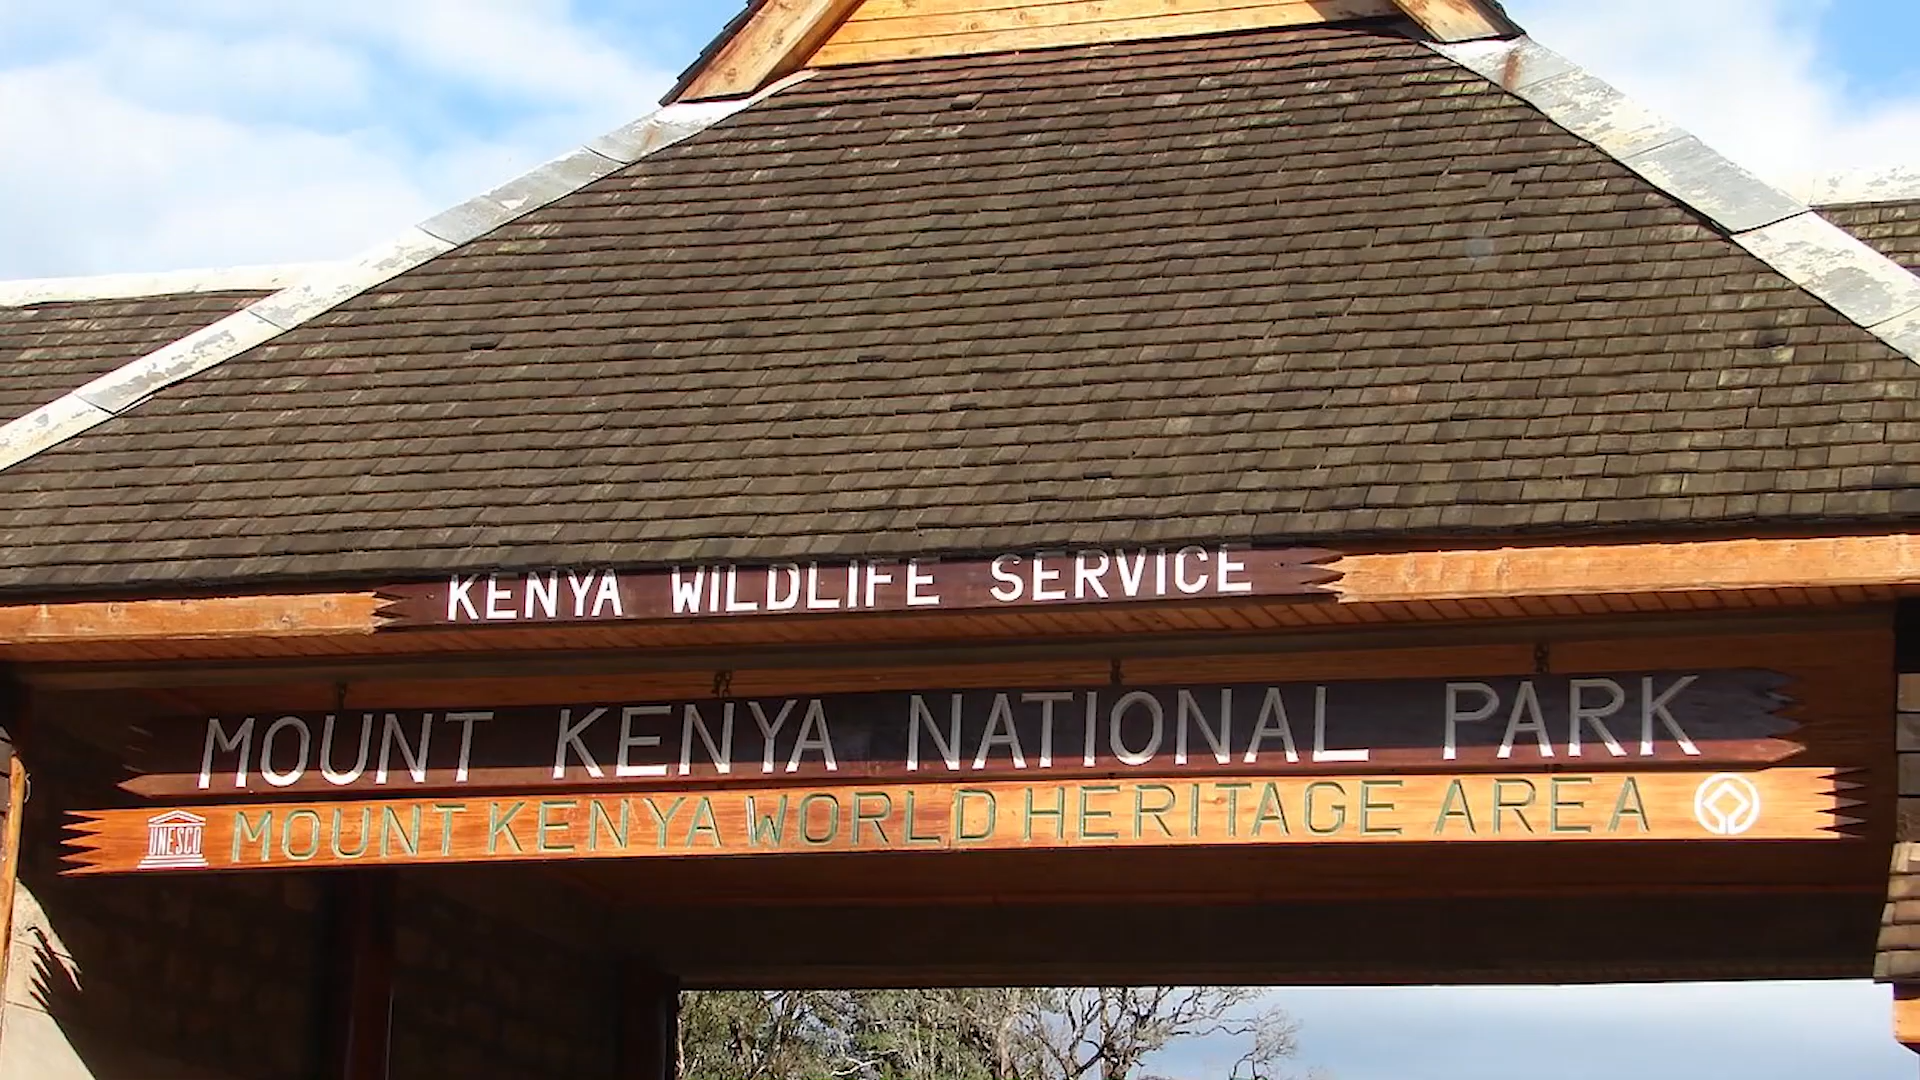 KENYA WILDLIFE SERVICE
MOUNT KENYA NATIONAL PARK
UNESCO MOUNT KENYA WORLD HERITAGE AREA